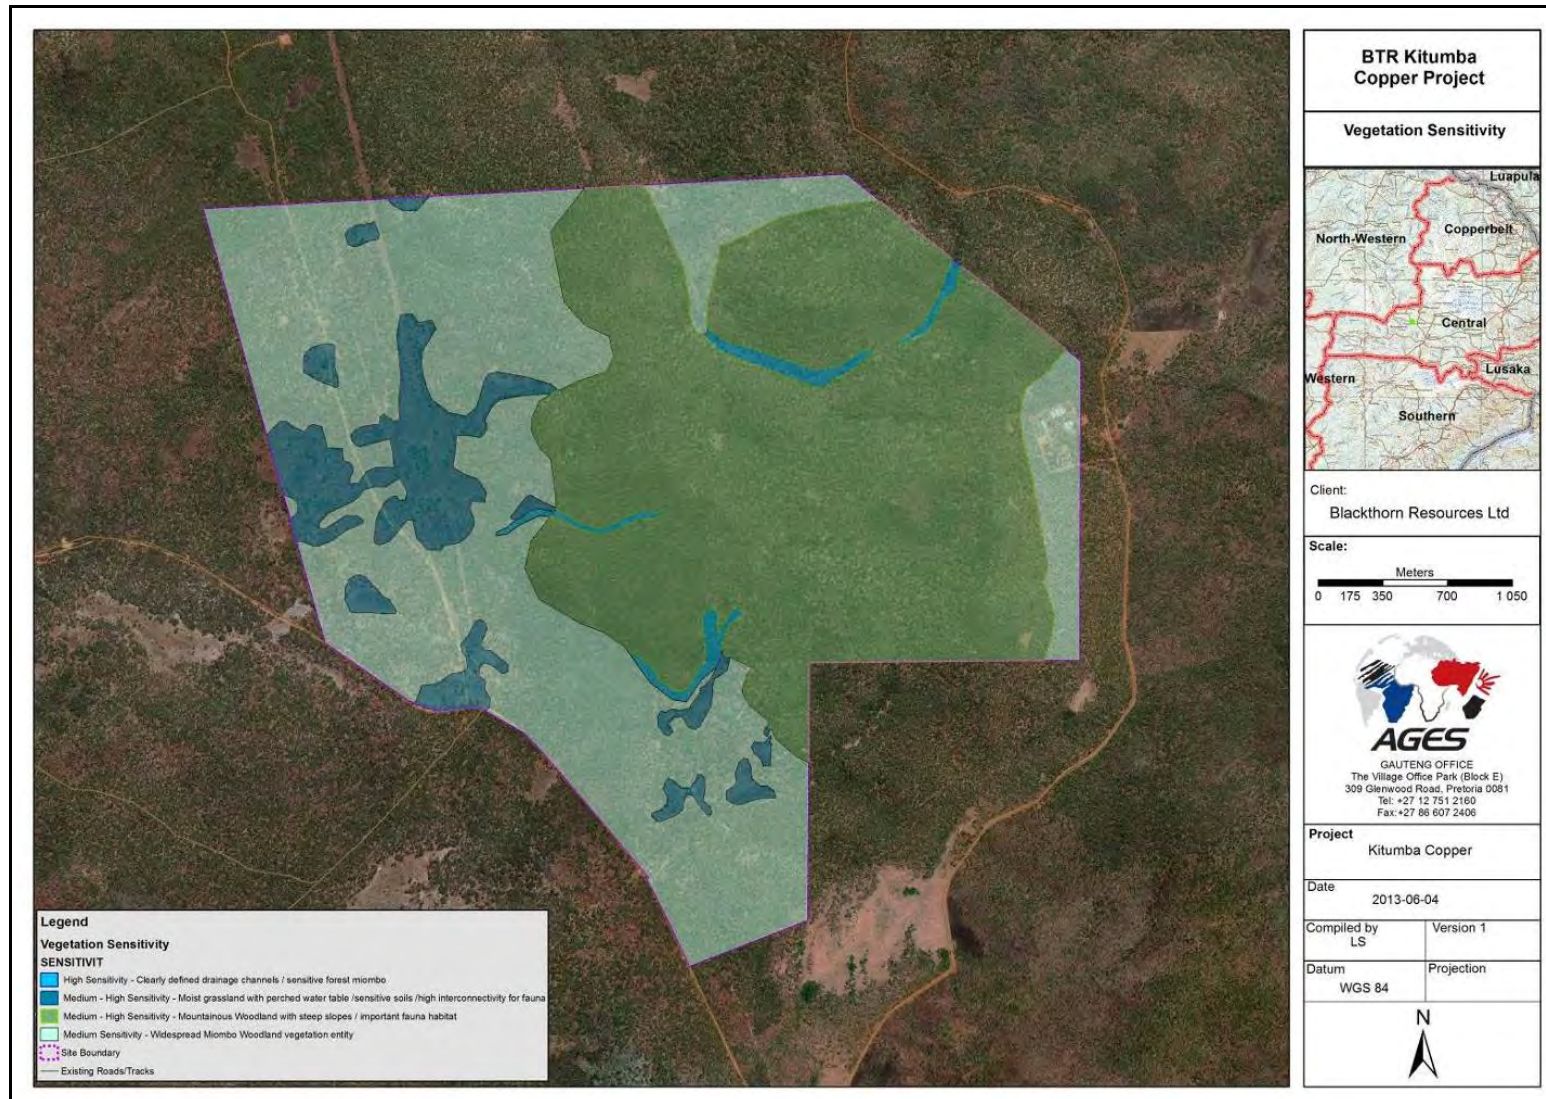 BTR Kitumba
Copper Project
Vegetation Sensitivity
Luapula
North-Western
Copperbelt
Central
Western
Lusaka
Southern
Client:
Blackthorn Resources Ltd
Scale:
Meters
0 175 350 700 1 050
AGES
GAUTENG OFFICE
The Village Office Park (Block E)
309 Glenwood Road, Pretoria 0081
Tel: +27 12 751 2160
Fax:+27 86 607 2406
Project
Kitumba Copper
Date
2013-06-04
Compiled by
LS
Version 1
Datum
WGS 84
Projection
N
Legend
Vegetation Sensitivity
SENSITIVIT
High Sensitivity - Clearly defined drainage channels / sensitive forest miombo
Medium - High Sensitivity - Moist grassland with perched water table /sensitive soils /high interconnectivity for fauna
Medium - High Sensitivity - Mountainous Woodland with steep slopes / important fauna habitat
Medium Sensitivity - Widespread Miombo Woodland vegetation entity
Site Boundary
Existing Roads/Tracks